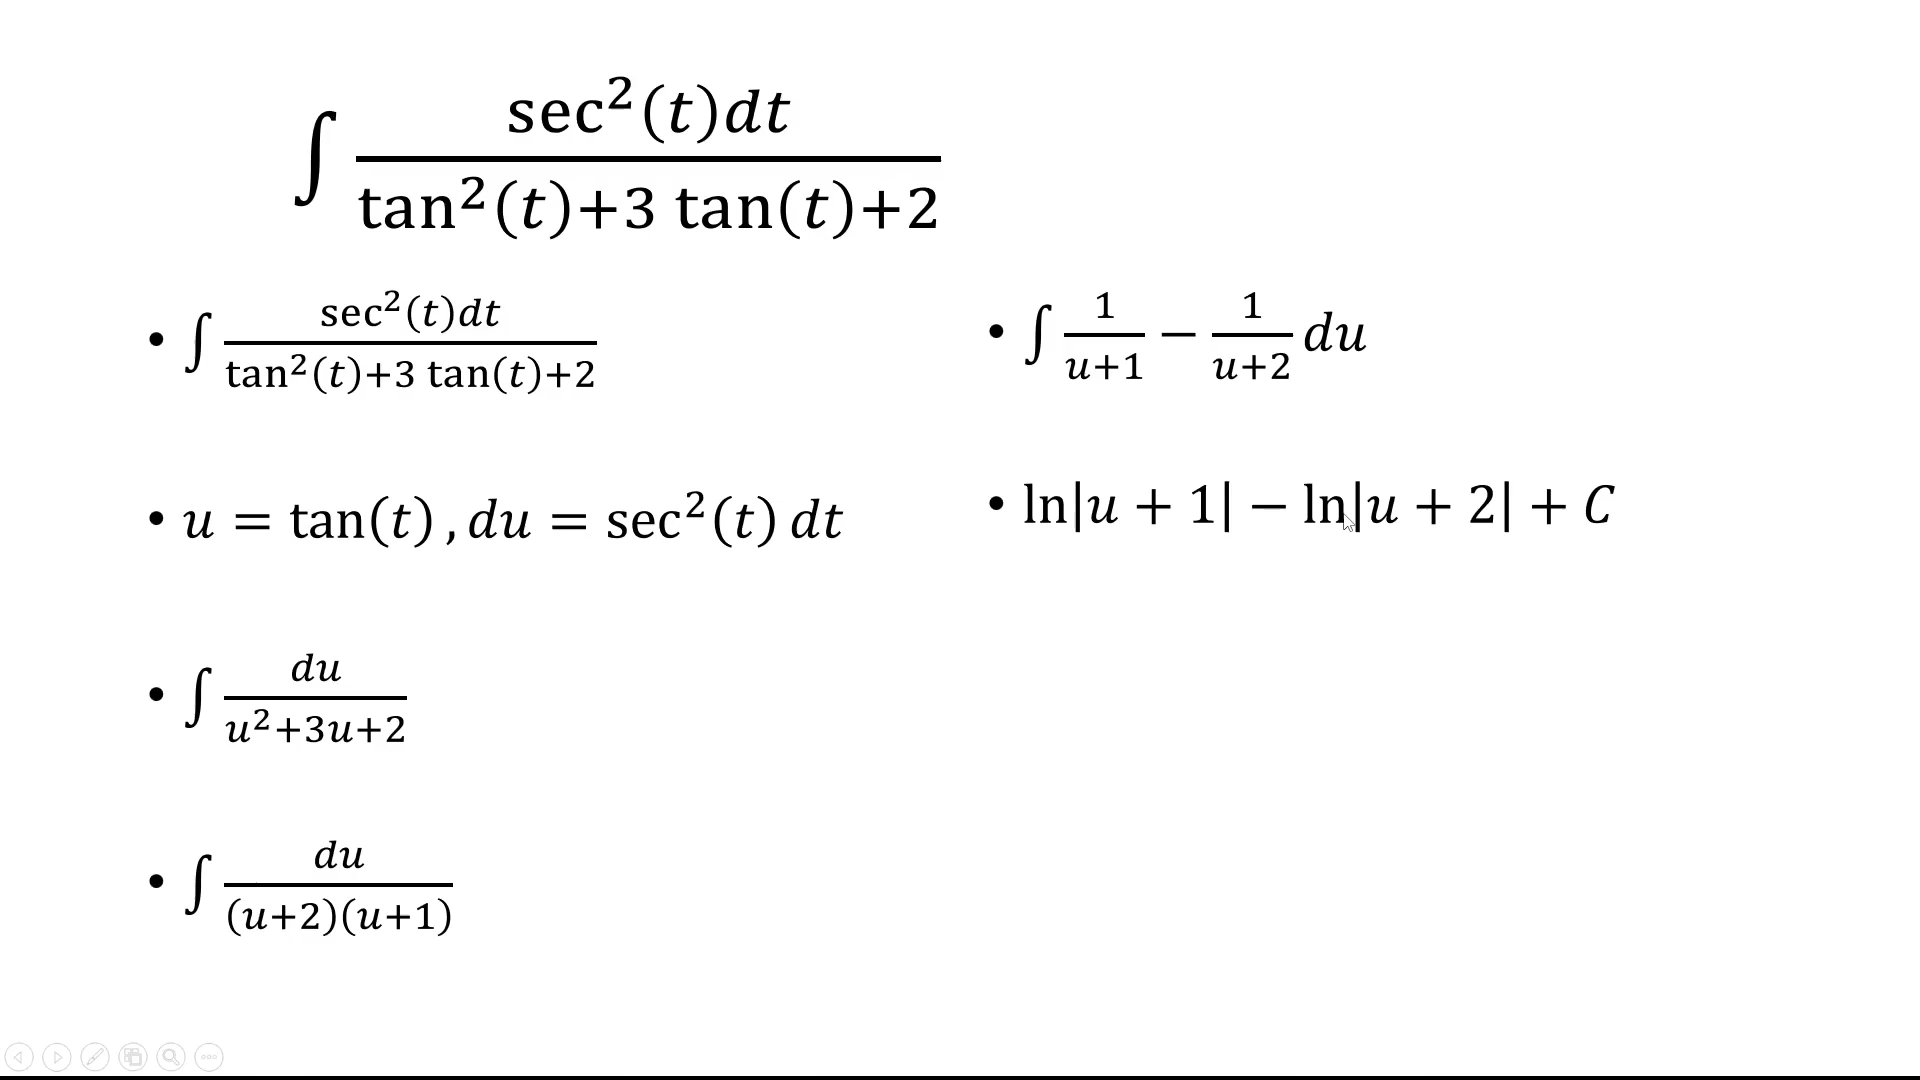 ∫ sec²(t)dt / tan²(t)+3 tan(t)+2
• ∫ sec²(t)dt / tan²(t)+3 tan(t)+2
• u = tan(t) , du = sec²(t) dt
• ∫ du / u²+3u+2
• ∫ du / (u+2)(u+1)
• ∫ 1/u+1 − 1/u+2 du
• ln|u + 1| − ln|u + 2| + C